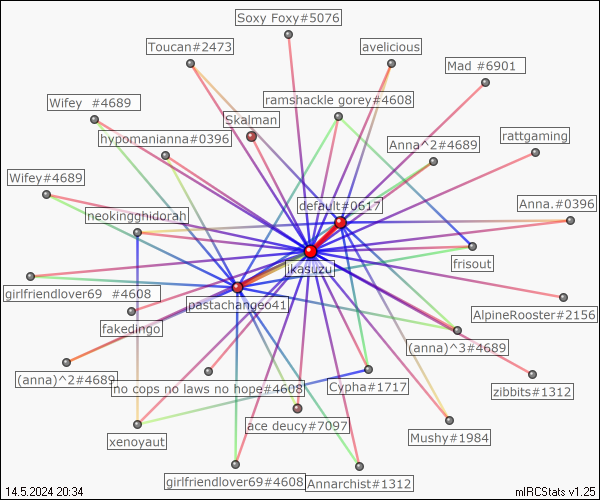 Soxy Foxy#5076
Toucan#2473
avelicious
Mad #6901
Wifey #4689
ramshackle gorey#4608
Skalman
hypomanianna#0396
rattgaming
Anna^2#4689
Wifey#4689
default#0617
Anna.#0396
neokingghidorah
frisout
ikasuzu
girlfriendlover69 #4608
pastachangeo41
AlpineRooster#2156
fakedingo
(anna)^3#4689
(anna)^2#4689
no cops no laws no hope#4608
Cypha#1717
zibbits#1312
ace deucy#7097
xenoyaut
Mushy#1984
girlfriendlover69#4608
Annarchist#1312
14.5.2024 20:34
mIRCStats v1.25